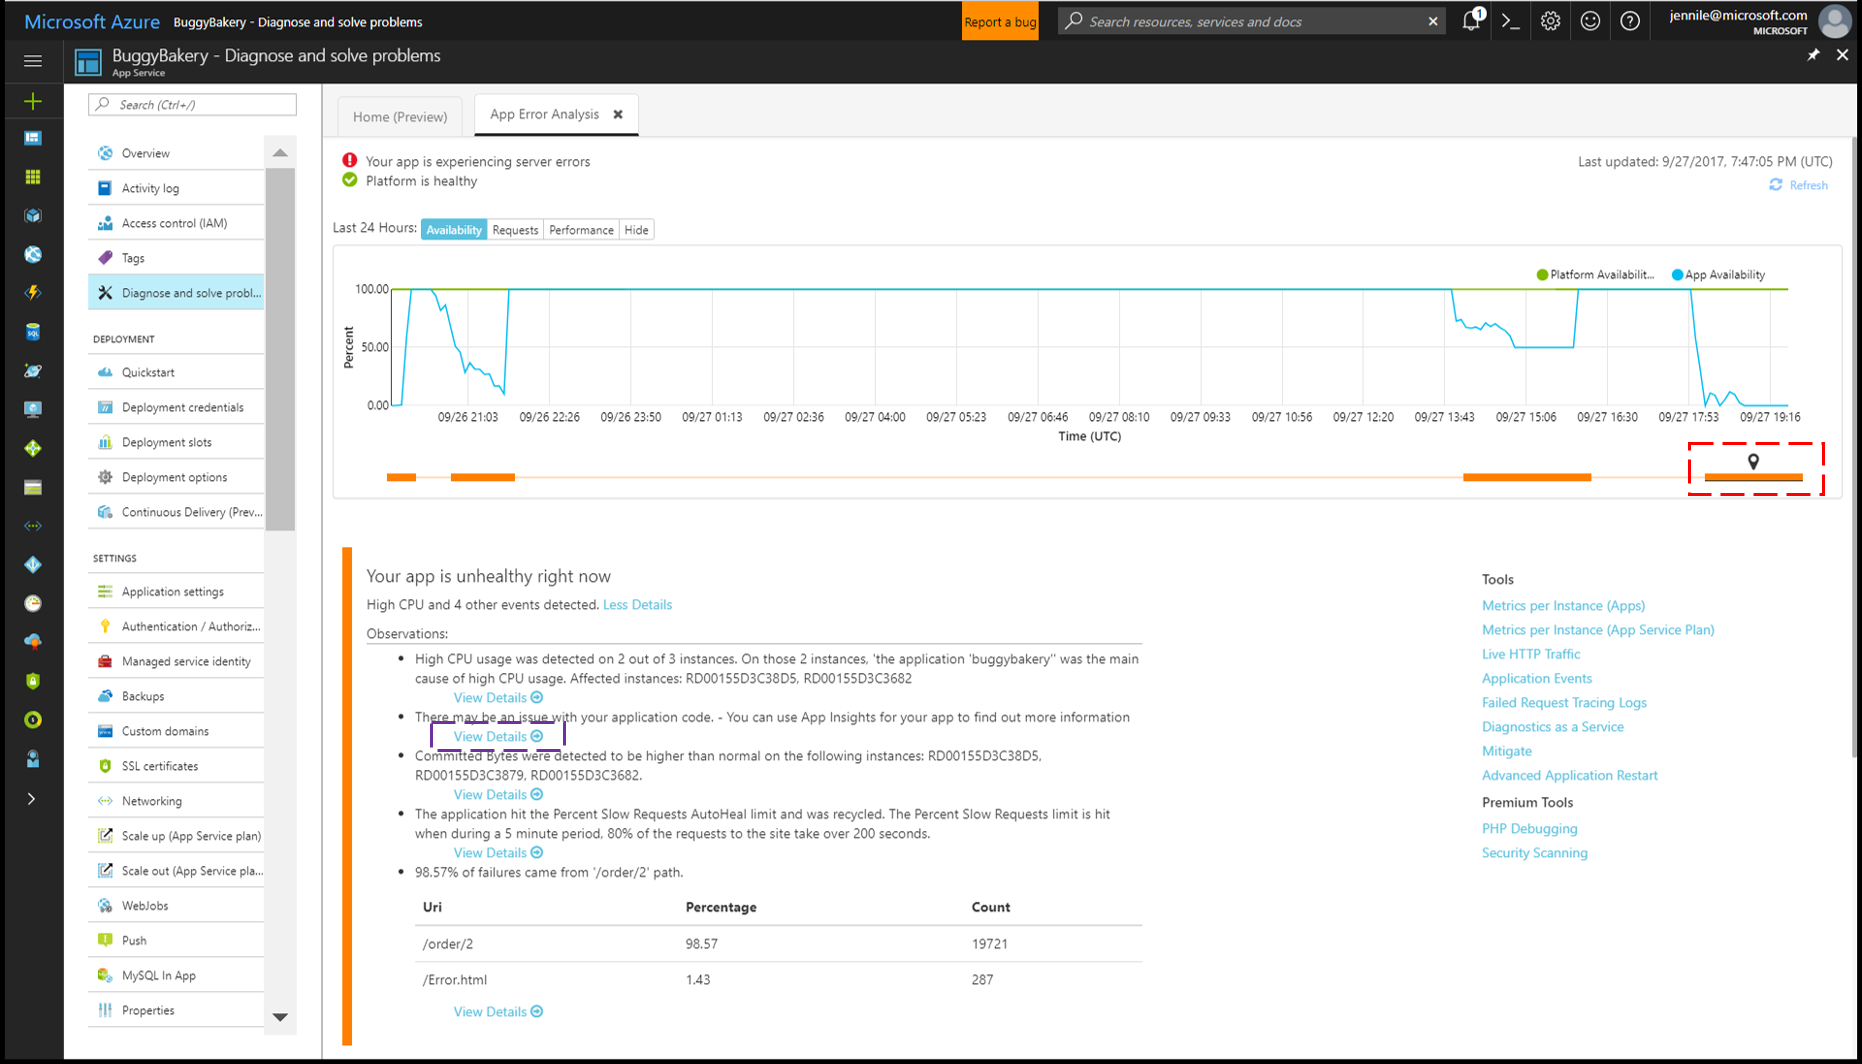 Microsoft Azure BuggyBakery - Diagnose and solve problems
Report a bug
Search resources, services and docs
1
jennile@microsoft.com
MICROSOFT
BuggyBakery - Diagnose and solve problems
App Service
Search (Ctrl+/)
Overview
Activity log
Access control (IAM)
Tags
Diagnose and solve probl...
DEPLOYMENT
Quickstart
Deployment credentials
Deployment slots
Deployment options
Continuous Delivery (Prev...
SETTINGS
Application settings
Authentication / Authoriz...
Managed service identity
Backups
Custom domains
SSL certificates
Networking
Scale up (App Service plan)
Scale out (App Service pla...
WebJobs
Push
MySQL In App
Properties
Home (Preview)
App Error Analysis
Your app is experiencing server errors
Platform is healthy
Last updated: 9/27/2017, 7:47:05 PM (UTC)
Refresh
Last 24 Hours: Availability Requests Performance Hide
Platform Availabilit... App Availability
Percent
100.00
50.00
0.00
09/26 21:03 09/26 22:26 09/26 23:50 09/27 01:13 09/27 02:36 09/27 04:00 09/27 05:23 09/27 06:46 09/27 08:10 09/27 09:33 09/27 10:56 09/27 12:20 09/27 13:43 09/27 15:06 09/27 16:30 09/27 17:53 09/27 19:16
Time (UTC)
Your app is unhealthy right now
High CPU and 4 other events detected. Less Details
Observations:
High CPU usage was detected on 2 out of 3 instances. On those 2 instances, 'the application 'buggybakery'' was the main
cause of high CPU usage. Affected instances: RD00155D3C38D5, RD00155D3C3682
View Details
There may be an issue with your application code. - You can use App Insights for your app to find out more information
View Details
Committed Bytes were detected to be higher than normal on the following instances: RD00155D3C38D5,
RD00155D3C3879, RD00155D3C3682.
View Details
The application hit the Percent Slow Requests AutoHeal limit and was recycled. The Percent Slow Requests limit is hit
when during a 5 minute period, 80% of the requests to the site take over 200 seconds.
View Details
98.57% of failures came from '/order/2' path.
Uri Percentage Count
/order/2 98.57 19721
/Error.html 1.43 287
View Details
Tools
Metrics per Instance (Apps)
Metrics per Instance (App Service Plan)
Live HTTP Traffic
Application Events
Failed Request Tracing Logs
Diagnostics as a Service
Mitigate
Advanced Application Restart
Premium Tools
PHP Debugging
Security Scanning